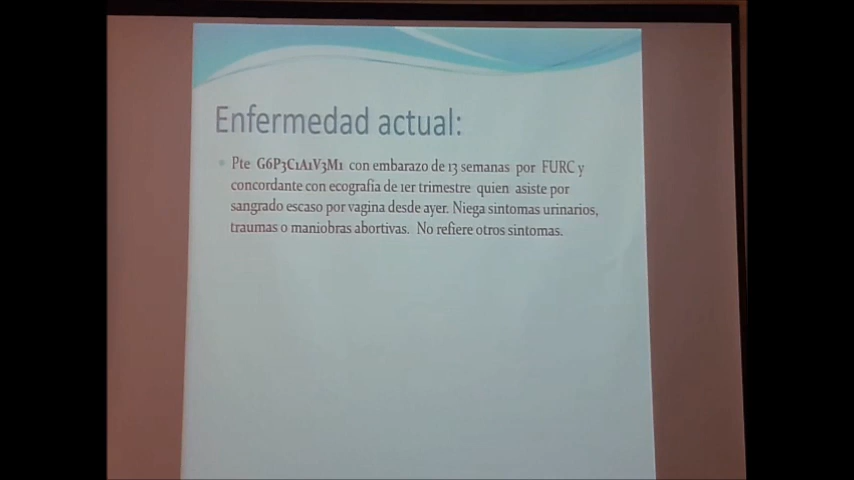 Enfermedad actual:
Pte G6P3C1A1V3M1 con embarazo de 13 semanas por FURC y
concordante con ecografía de 1er trimestre quien asiste por
sangrado escaso por vagina desde ayer. Niega sintomas urinarios,
traumas o maniobras abortivas. No refiere otros sintomas.